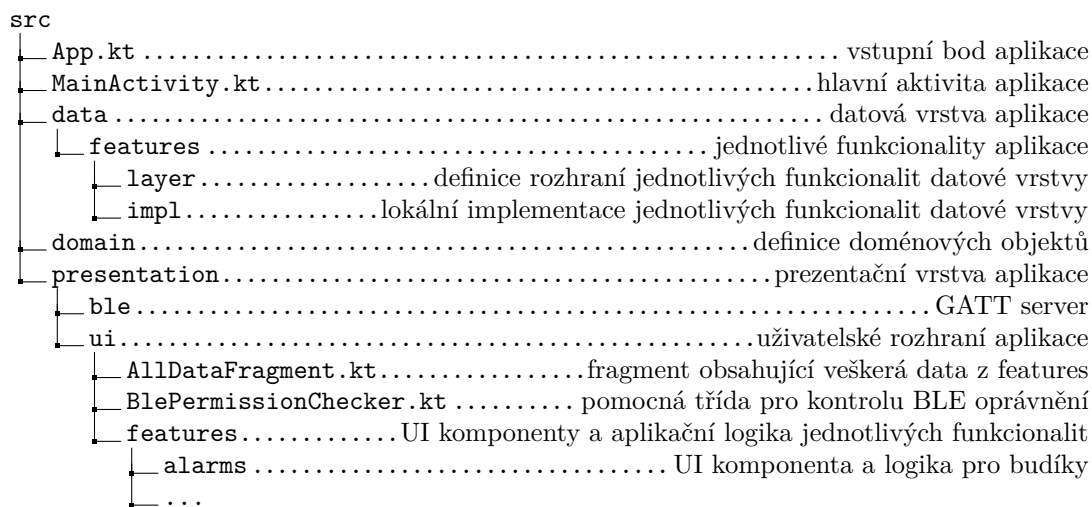 src
App.kt ........ vstupní bod aplikace
MainActivity.kt ........ hlavní aktivita aplikace
data ........ datová vrstva aplikace
features ........ jednotlivé funkcionality aplikace
layer ........ definice rozhraní jednotlivých funkcionalit datové vrstvy
impl ........ lokální implementace jednotlivých funkcionalit datové vrstvy
domain ........ definice doménových objektů
presentation ........ prezentační vrstva aplikace
ble ........ GATT server
ui ........ uživatelské rozhraní aplikace
AllDataFragment.kt ........ fragment obsahující veškerá data z features
BlePermissionChecker.kt ........ pomocná třída pro kontrolu BLE oprávnění
features ........ UI komponenty a aplikační logika jednotlivých funkcionalit
alarms ........ UI komponenta a logika pro budíky
...